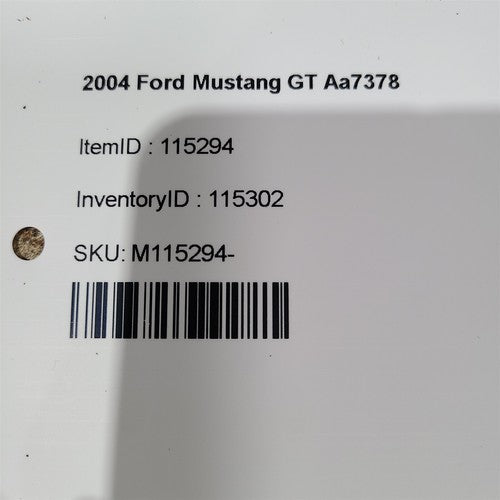 2004 Ford Mustang GT Aa7378
ItemID : 115294
InventoryID : 115302
SKU: M115294-